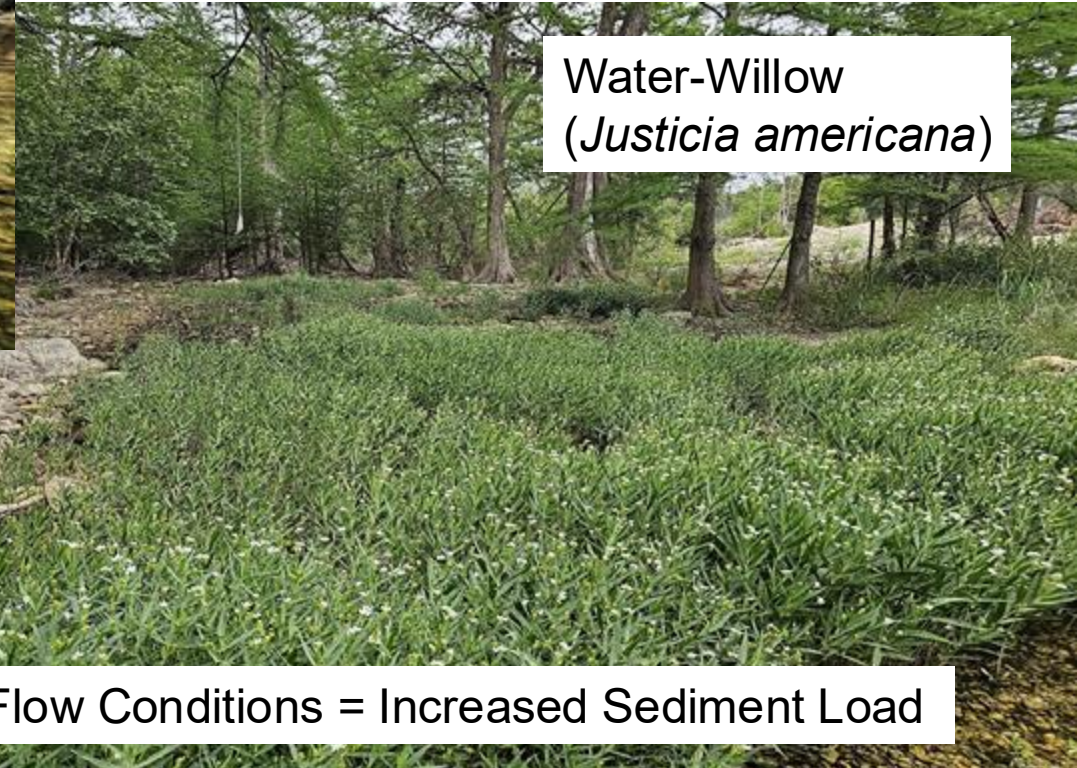 Water-Willow
(Justicia americana)
Flow Conditions = Increased Sediment Load